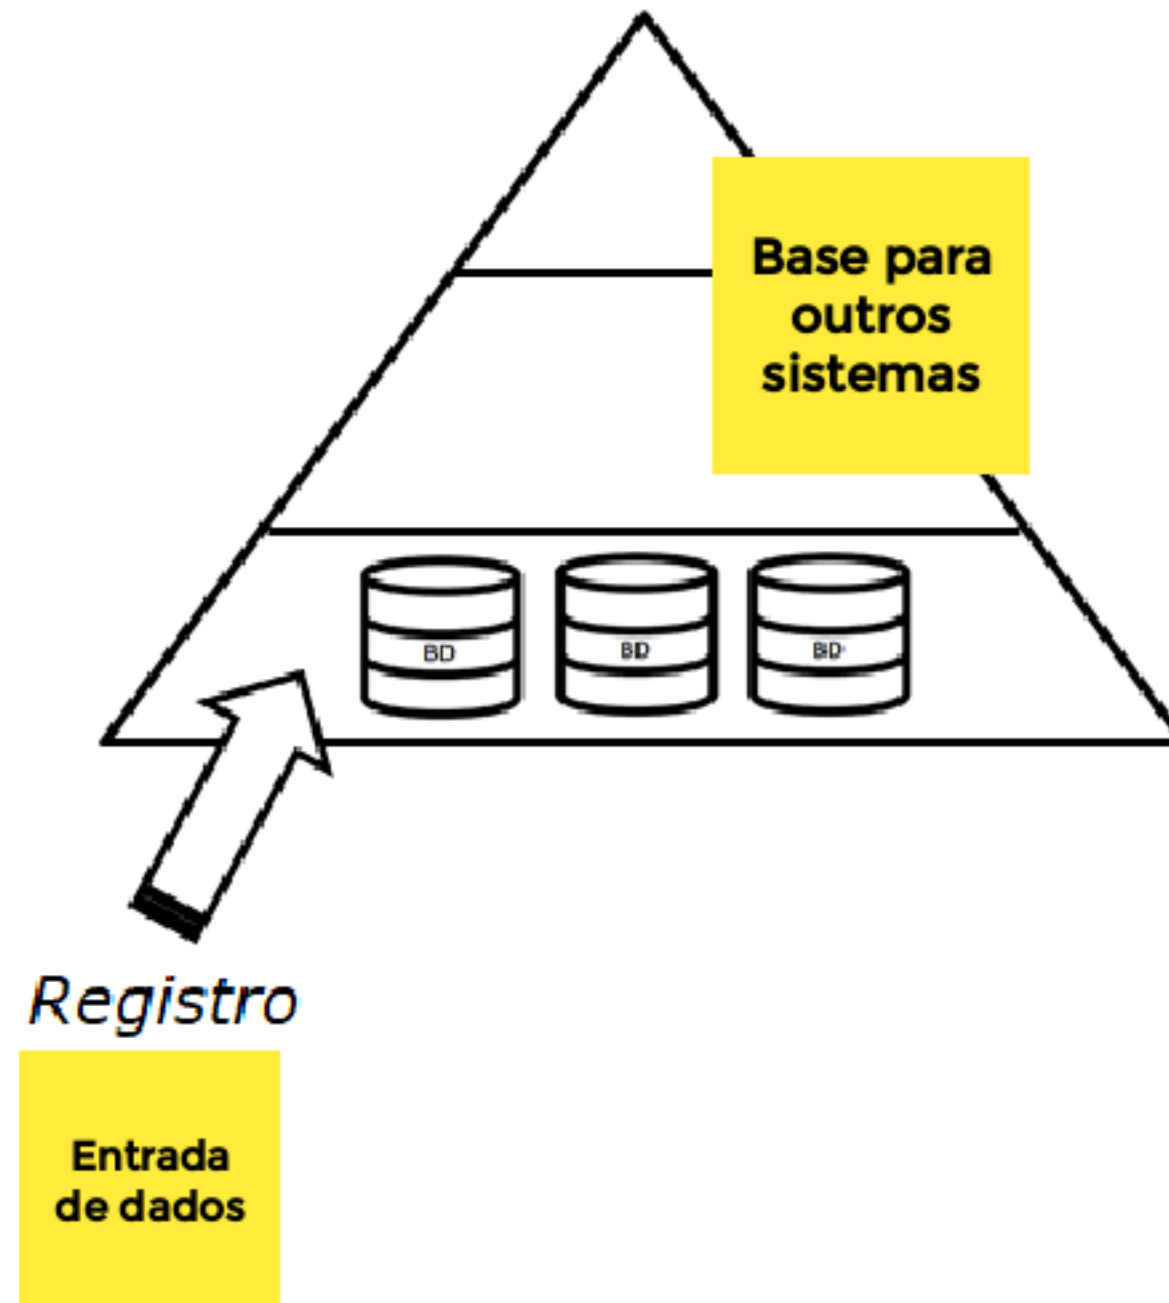 Base para
outros
sistemas
BD
BD
BD
Registro
Entrada
de dados